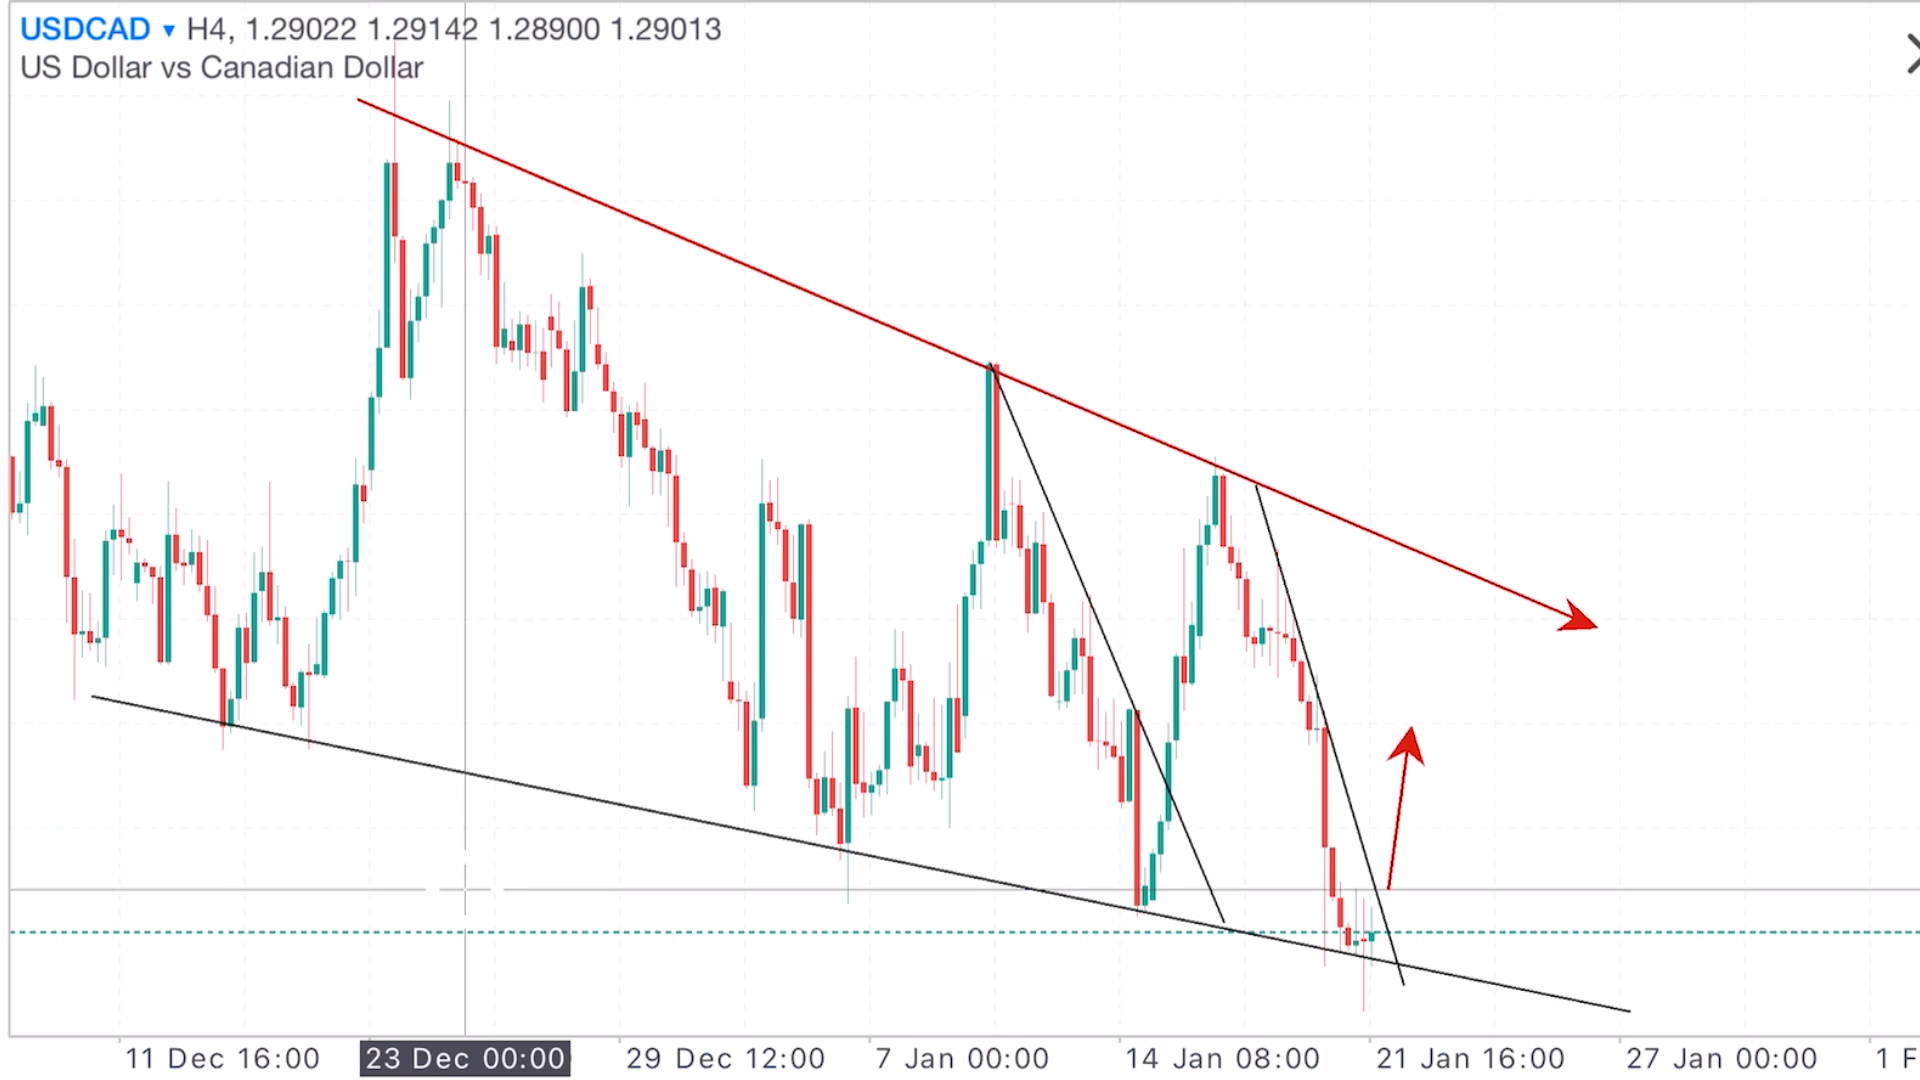 USDCAD ▾ H4, 1.29022 1.29142 1.28900 1.29013
US Dollar vs Canadian Dollar
11 Dec 16:00 23 Dec 00:00 29 Dec 12:00 7 Jan 00:00 14 Jan 08:00 21 Jan 16:00 27 Jan 00:00 1 F